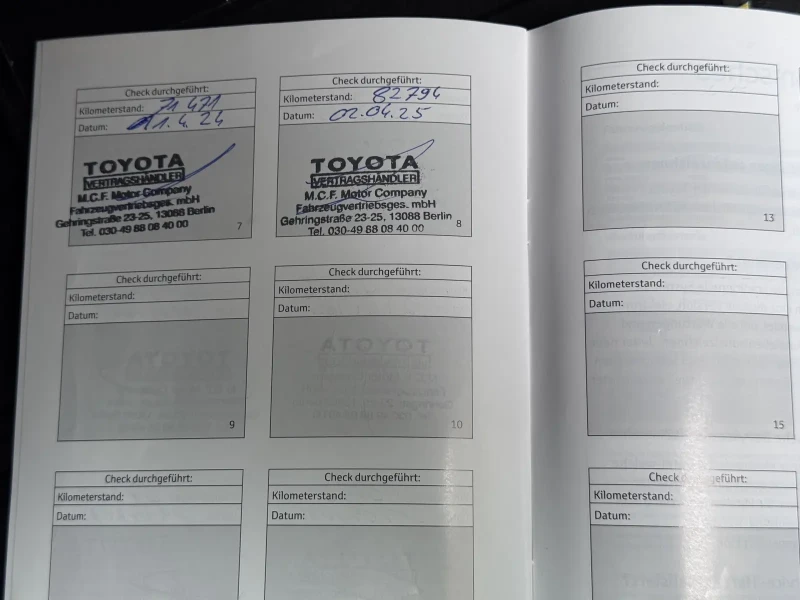 Check durchgeführt:
Kilometerstand: 71 471
Datum: 11.4.24
TOYOTA
VERTRAGSHÄNDLER
M.C.F. Motor Company
Fahrzeugvertriebsges. mbH
Gehringstraße 23-25, 13088 Berlin
Tel. 030-49 88 08 40 00
7
Check durchgeführt:
Kilometerstand: 82794
Datum: 02.04.25
TOYOTA
VERTRAGSHÄNDLER
M.C.F. Motor Company
Fahrzeugvertriebsges. mbH
Gehringstraße 23-25, 13088 Berlin
Tel. 030-49 88 08 40 00
8
Check durchgeführt:
Kilometerstand:
Datum:
9
Check durchgeführt:
Kilometerstand:
Datum:
10
Check durchgeführt:
Kilometerstand:
Datum:
Check durchgeführt:
Kilometerstand:
Datum:
Check durchgeführt:
Kilometerstand:
Datum:
13
Check durchgeführt:
Kilometerstand:
Datum:
15
Check durchgeführt:
Kilometerstand:
Datum: